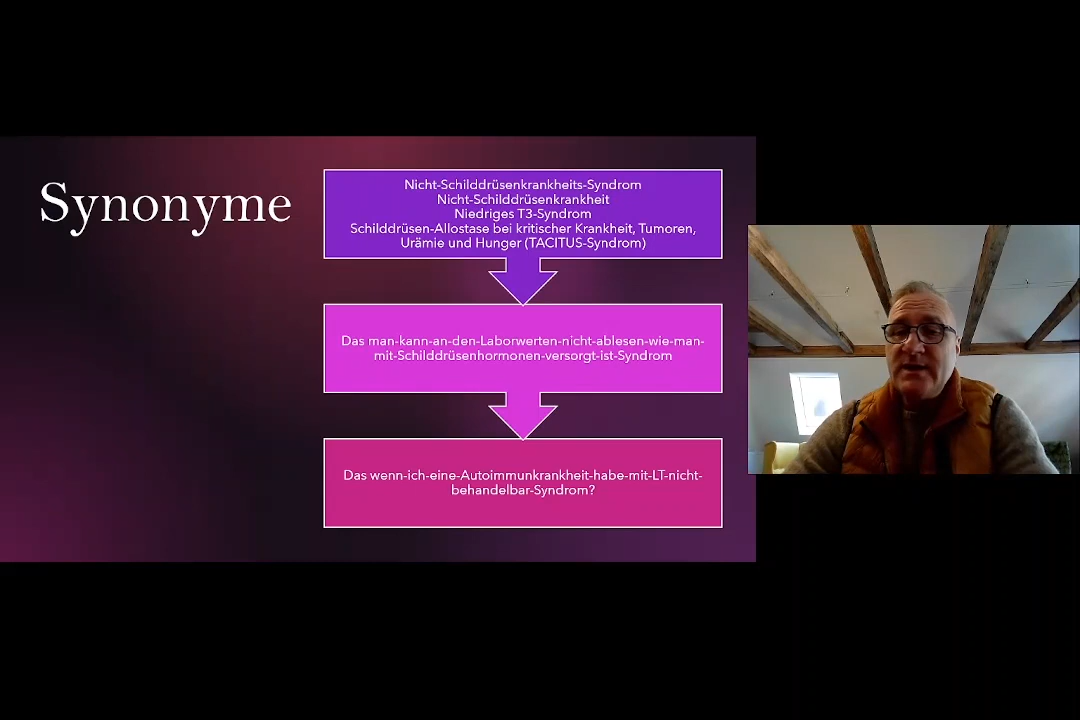 Synonyme
Nicht-Schilddrüsenkrankheits-Syndrom
Nicht-Schilddrüsenkrankheit
Niedriges T3-Syndrom
Schilddrüsen-Allostase bei kritischer Krankheit, Tumoren,
Urämie und Hunger (TACITUS-Syndrom)
Das man-kann-an-den-Laborwerten-nicht-ablesen-wie-man-
mit-Schilddrüsenhormonen-versorgt-ist-Syndrom
Das wenn-ich-eine-Autoimmunkrankheit-habe-mit-LT-nicht-
behandelbar-Syndrom?